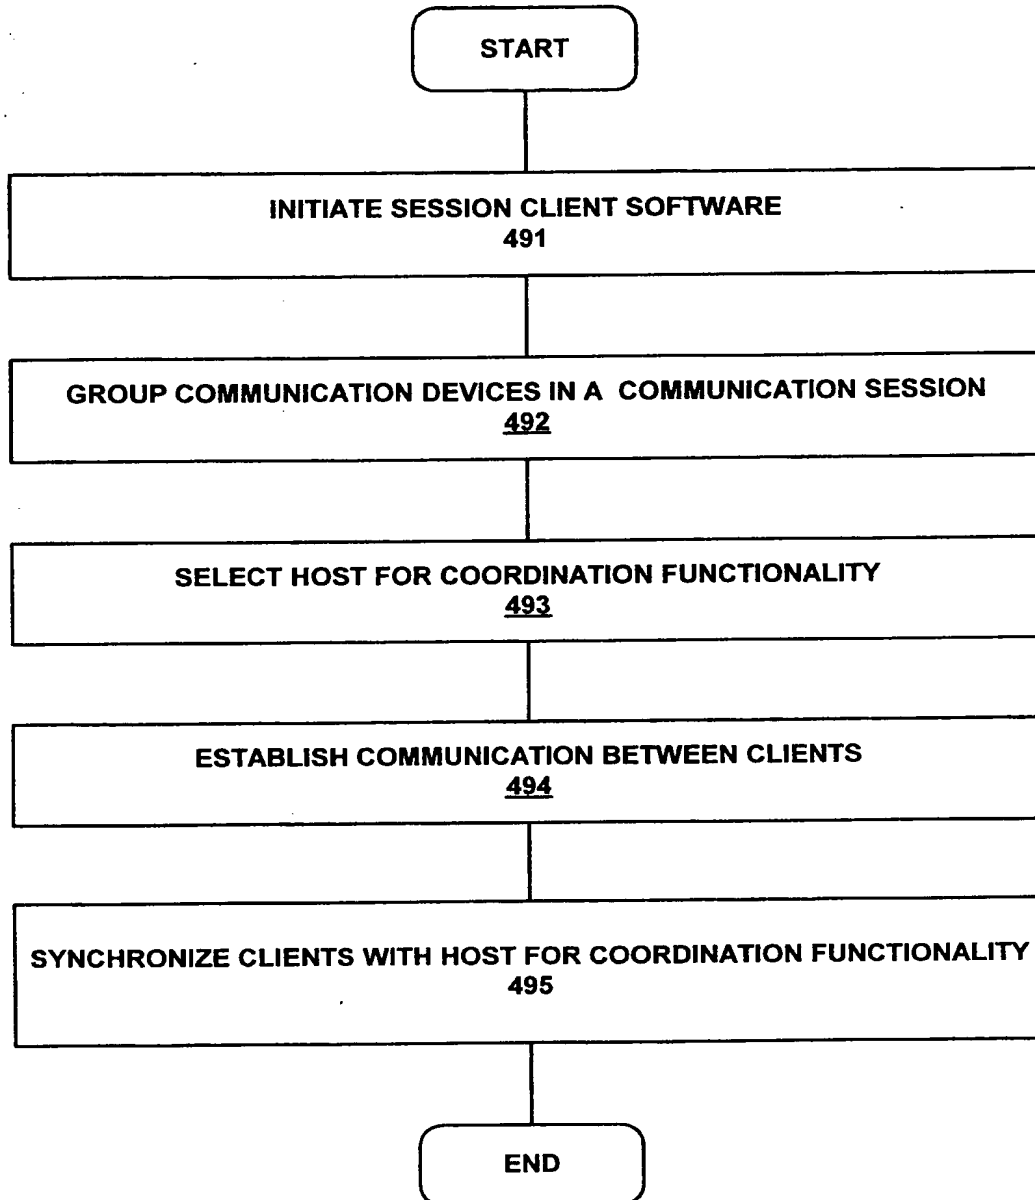 START
INITIATE SESSION CLIENT SOFTWARE
491
GROUP COMMUNICATION DEVICES IN A COMMUNICATION SESSION
492
SELECT HOST FOR COORDINATION FUNCTIONALITY
493
ESTABLISH COMMUNICATION BETWEEN CLIENTS
494
SYNCHRONIZE CLIENTS WITH HOST FOR COORDINATION FUNCTIONALITY
495
END